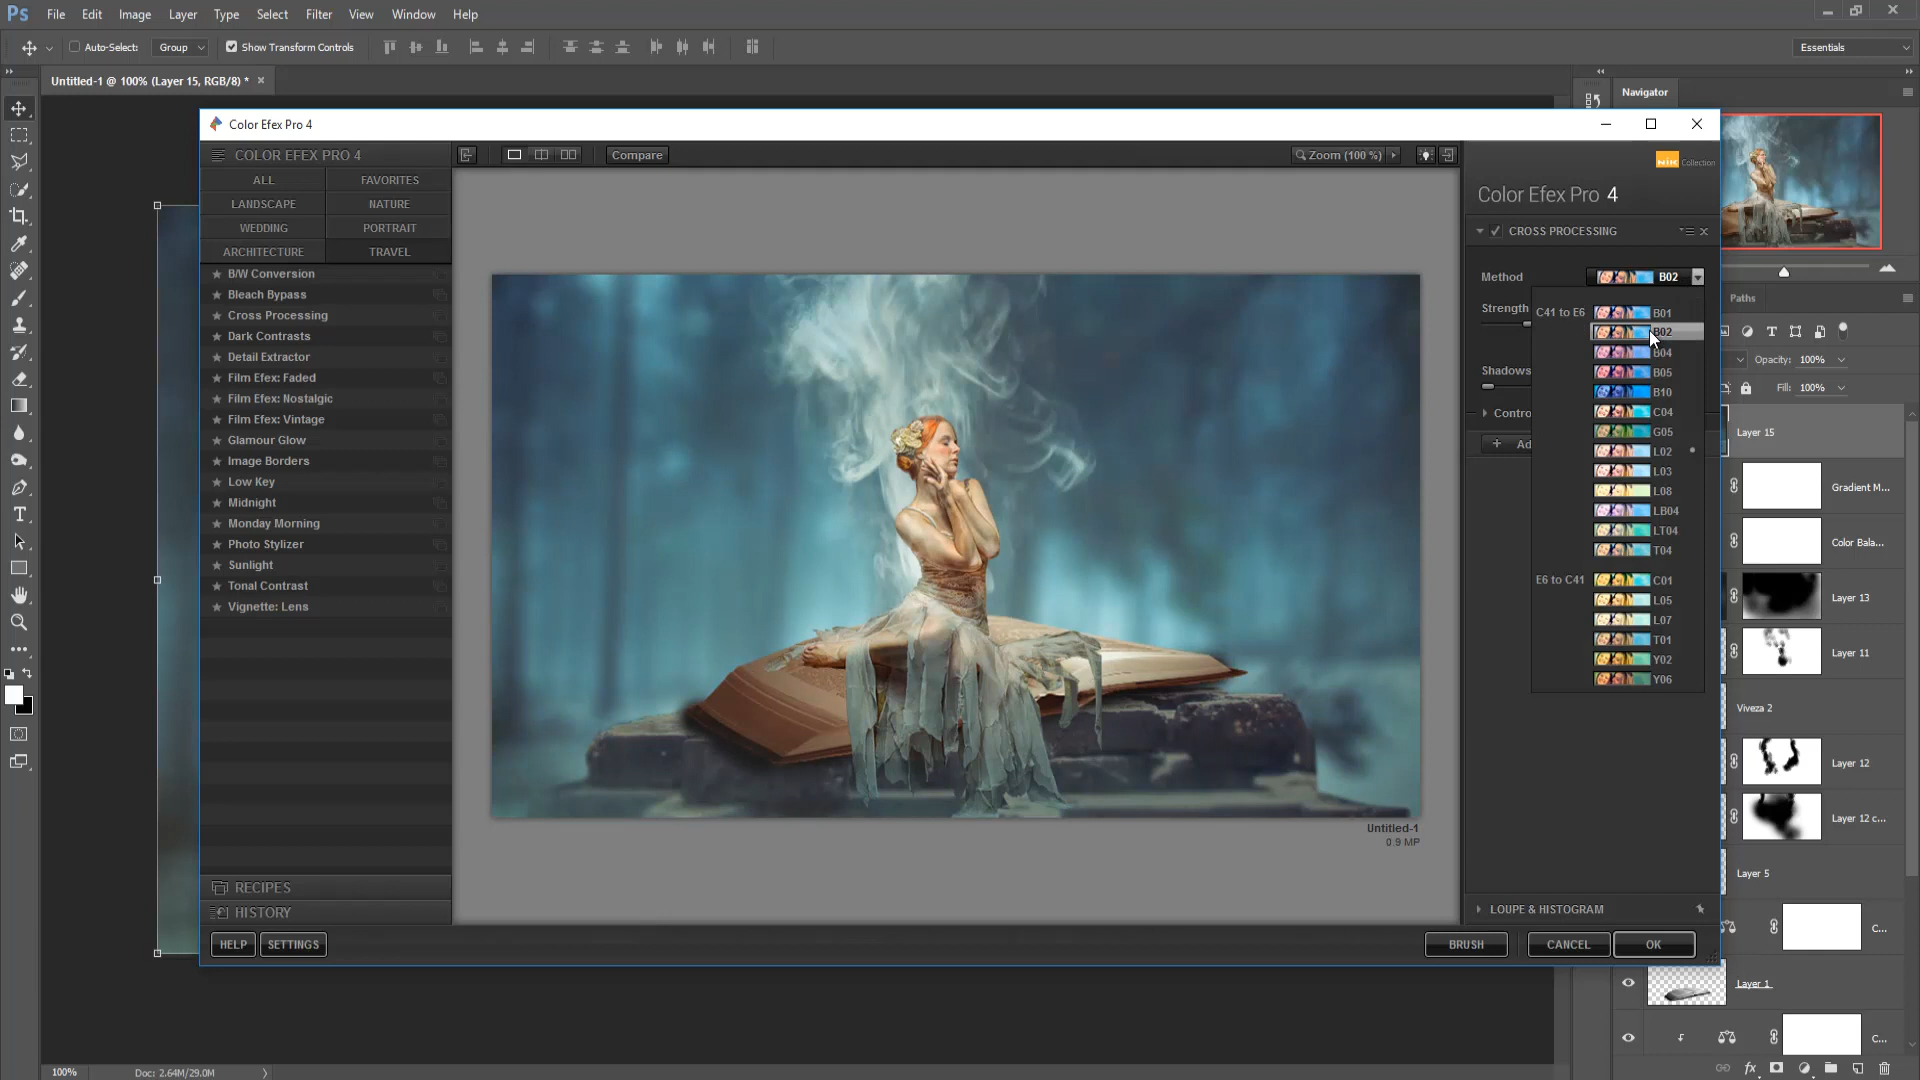 Ps File Edit Image Layer Type Select Filter View Window Help
Auto-Select: Group Show Transform Controls Essentials
Untitled-1 @ 100% (Layer 15, RGB/8) *
Navigator
Color Efex Pro 4
COLOR EFEX PRO 4
Compare
Zoom (100 %)
Nik Collection
ALL FAVORITES
LANDSCAPE NATURE
WEDDING PORTRAIT
ARCHITECTURE TRAVEL
B/W Conversion
Bleach Bypass
Cross Processing
Dark Contrasts
Detail Extractor
Film Efex: Faded
Film Efex: Nostalgic
Film Efex: Vintage
Glamour Glow
Image Borders
Low Key
Midnight
Monday Morning
Photo Stylizer
Sunlight
Tonal Contrast
Vignette: Lens
RECIPES
HISTORY
HELP SETTINGS
Untitled-1
0.9 MP
Color Efex Pro 4
CROSS PROCESSING
Method B02
Strength
Shadows
Contro
Ad
C41 to E6 B01
B02
B04
B05
B10
C04
G05
L02
L03
L08
LB04
LT04
T04
E6 to C41 C01
L05
L07
T01
Y02
Y06
LOUPE & HISTOGRAM
BRUSH CANCEL OK
Paths
Opacity: 100%
Fill: 100%
Layer 15
Gradient M...
Color Bala...
Layer 13
Layer 11
Viveza 2
Layer 12
Layer 12 c...
Layer 5
C...
Layer 1
C...
fx
100% Doc: 2.64M/29.0M